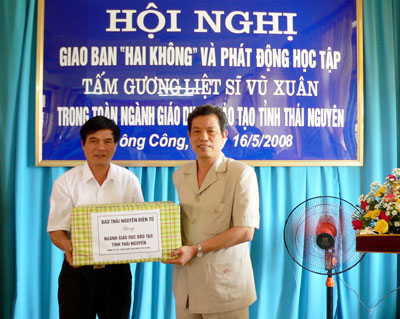 HỘI NGHỊ
GIAO BAN "HAI KHÔNG" VÀ PHÁT ĐỘNG HỌC TẬP
TẤM GƯƠNG LIỆT SĨ VŨ XUÂN
TRONG TOÀN NGÀNH GIÁO DỤC ĐÀO TẠO TỈNH THÁI NGUYÊN
Sông Công, 16/5/2008
BÁO THÁI NGUYÊN ĐIỆN TỬ
Tặng
NGÀNH GIÁO DỤC ĐÀO TẠO
TỈNH THÁI NGUYÊN